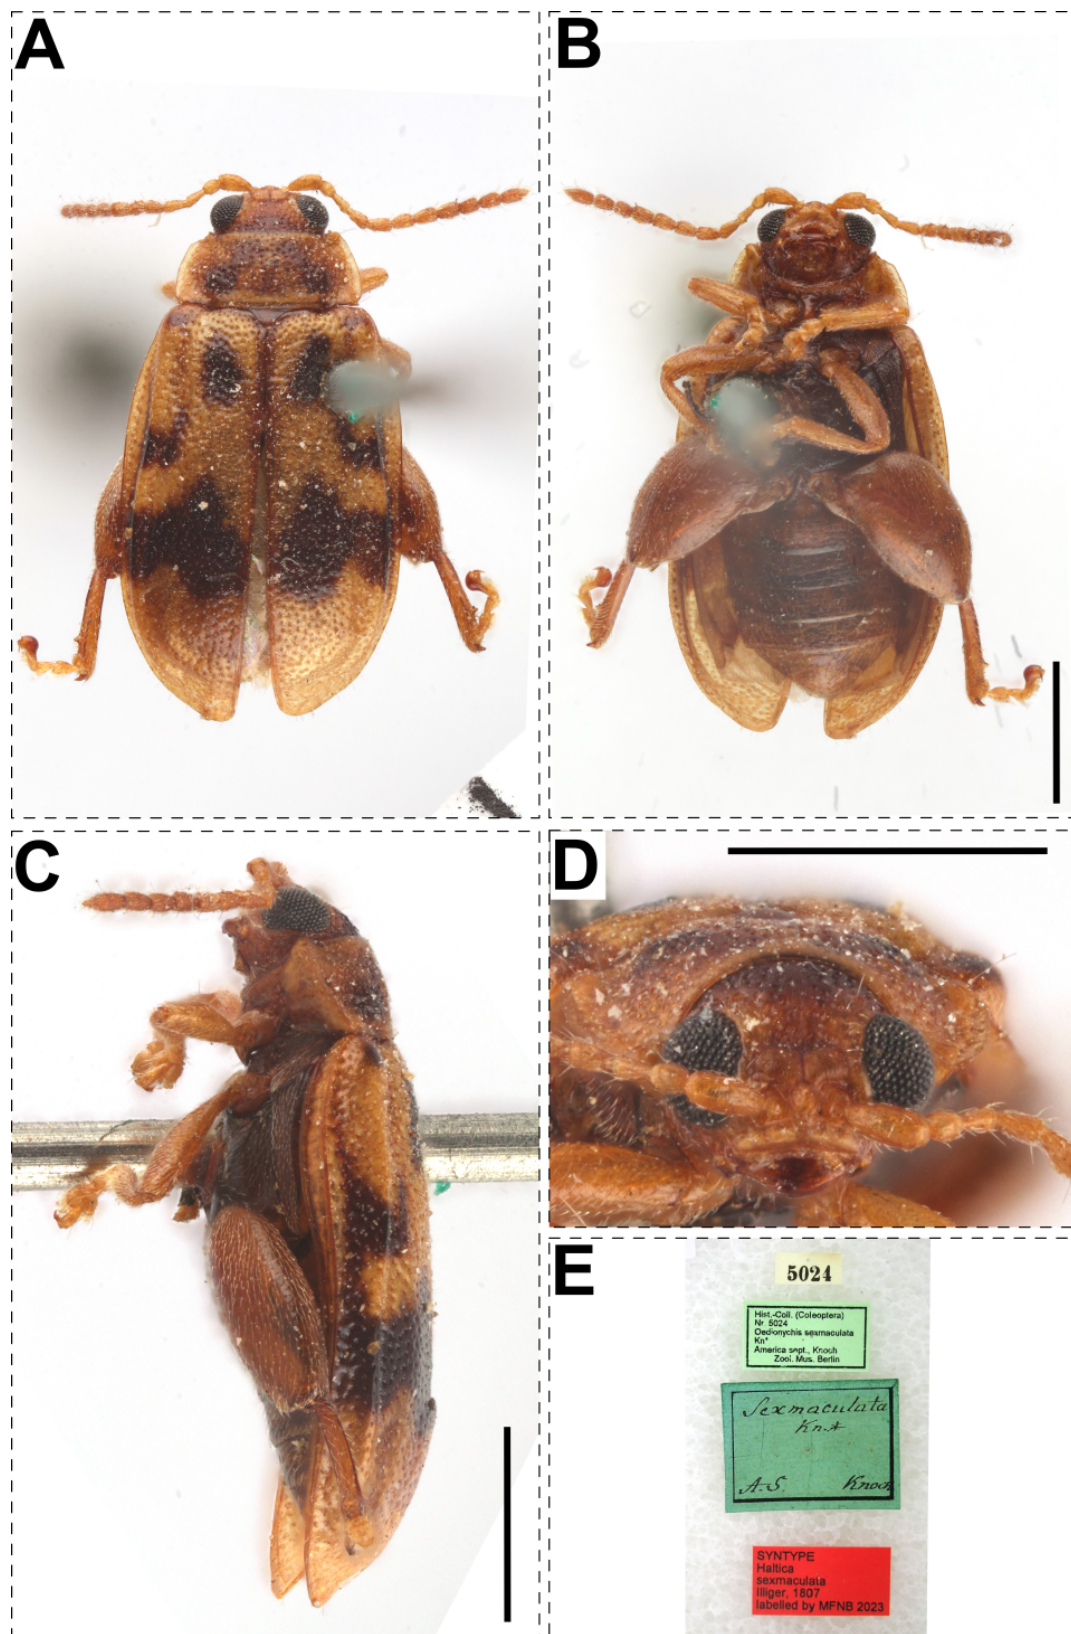 A
B
C
D
E
5024
Hist.-Coll. (Coleoptera)
Nr. 5024
Oedionychis sexmaculata
Kn*
America sept., Knoch
Zool. Mus. Berlin
Sexmaculata
Kn.*
A.S. Knoch
SYNTYPE
Haltica
sexmaculata
Illiger, 1807
labelled by MFNB 2023